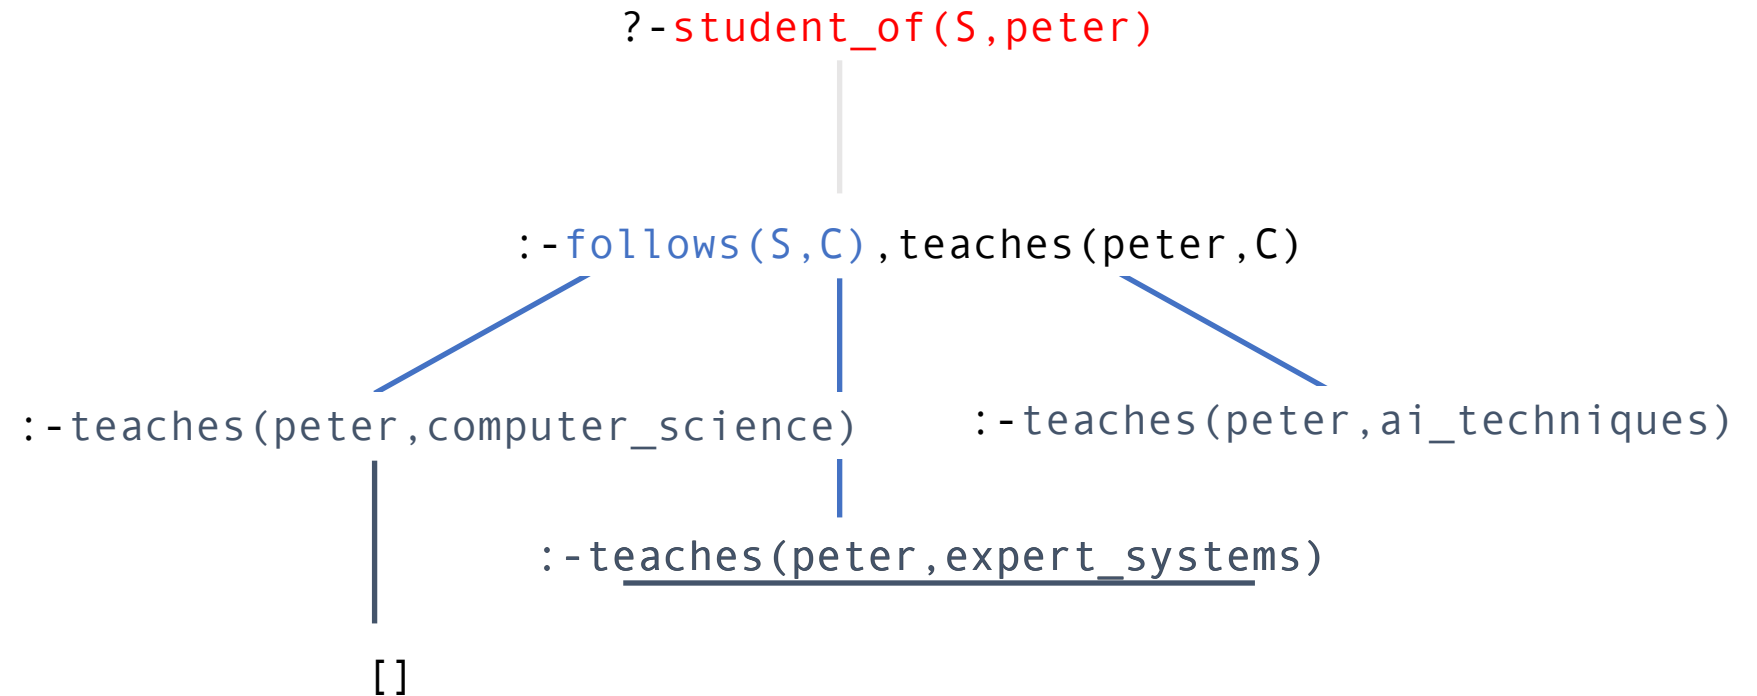 ?-student_of(S,peter)
:-follows(S,C),teaches(peter,C)
:-teaches(peter,computer_science)
:-teaches(peter,ai_techniques)
:-teaches(peter,expert_systems)
[]